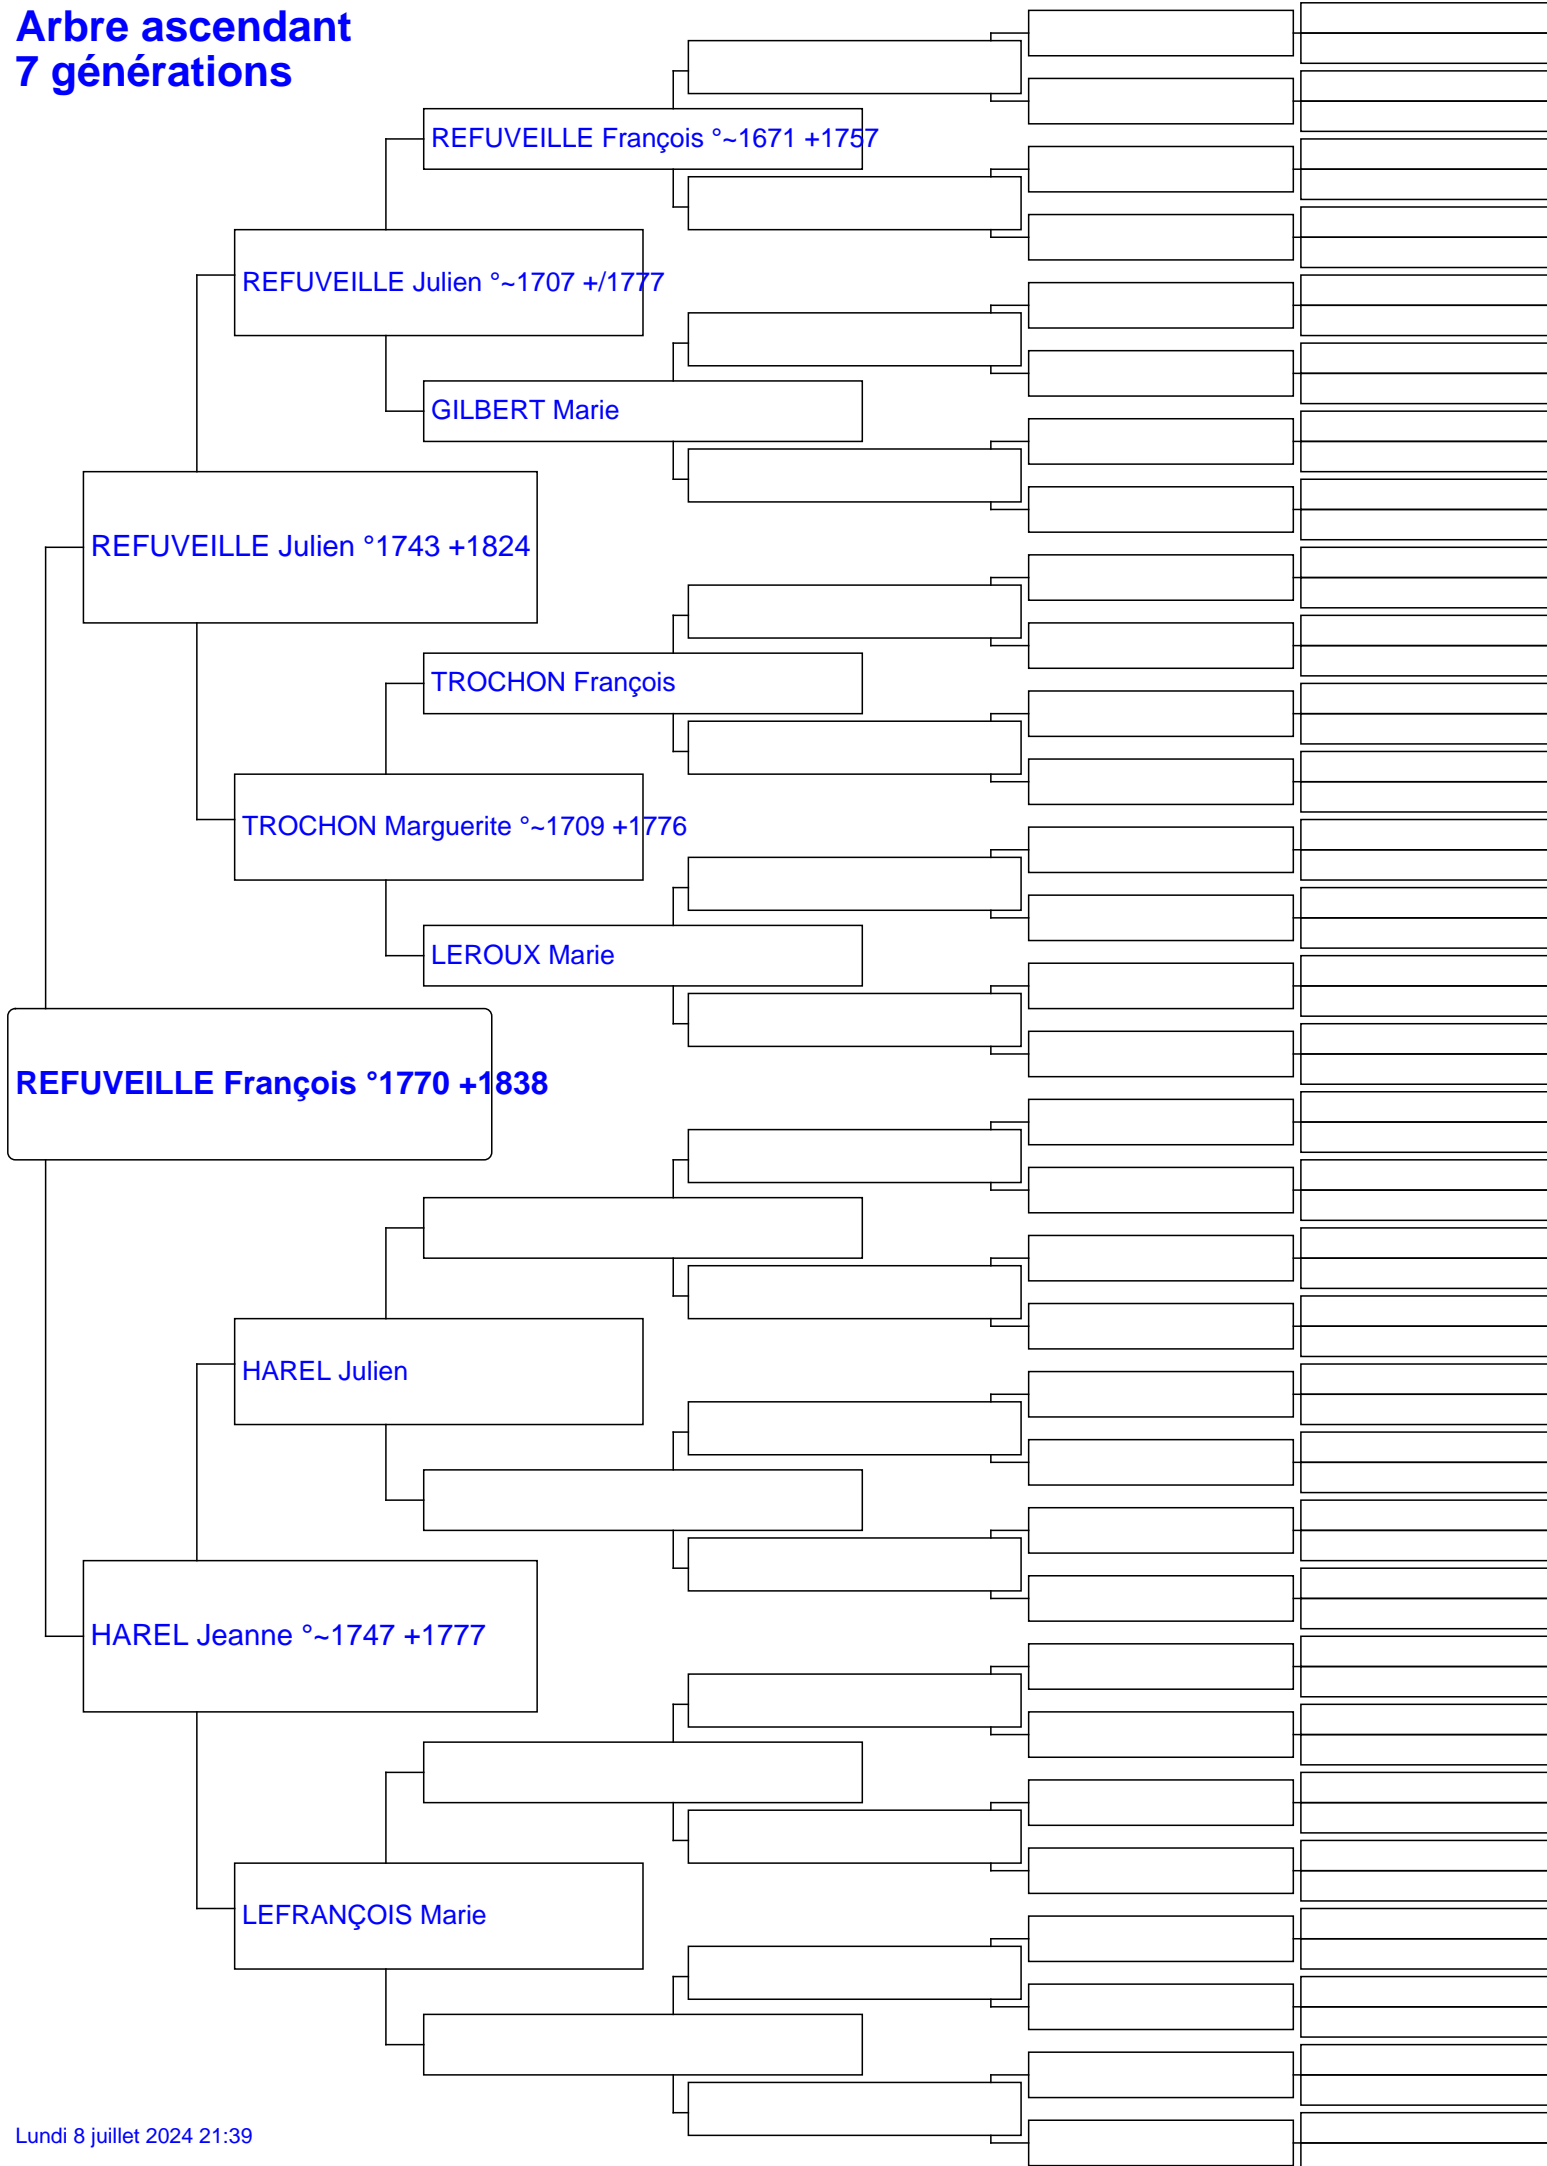 Arbre ascendant
7 générations
REFUVEILLE François °~1671 +1757
REFUVEILLE Julien °~1707 +/1777
GILBERT Marie
REFUVEILLE Julien °1743 +1824
TROCHON François
TROCHON Marguerite °~1709 +1776
LEROUX Marie
REFUVEILLE François °1770 +1838
HAREL Julien
HAREL Jeanne °~1747 +1777
LEFRANÇOIS Marie
Lundi 8 juillet 2024 21:39